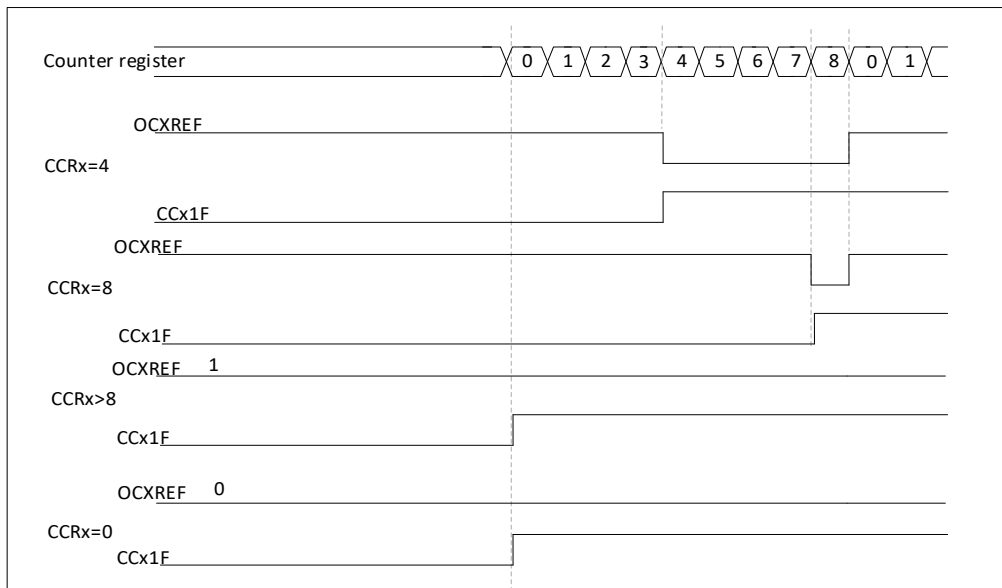 Counter register 0 1 2 3 4 5 6 7 8 0 1
OCXREF
CCRx=4
CCx1F
OCXREF
CCRx=8
CCx1F
OCXREF 1
CCRx>8
CCx1F
OCXREF 0
CCRx=0
CCx1F